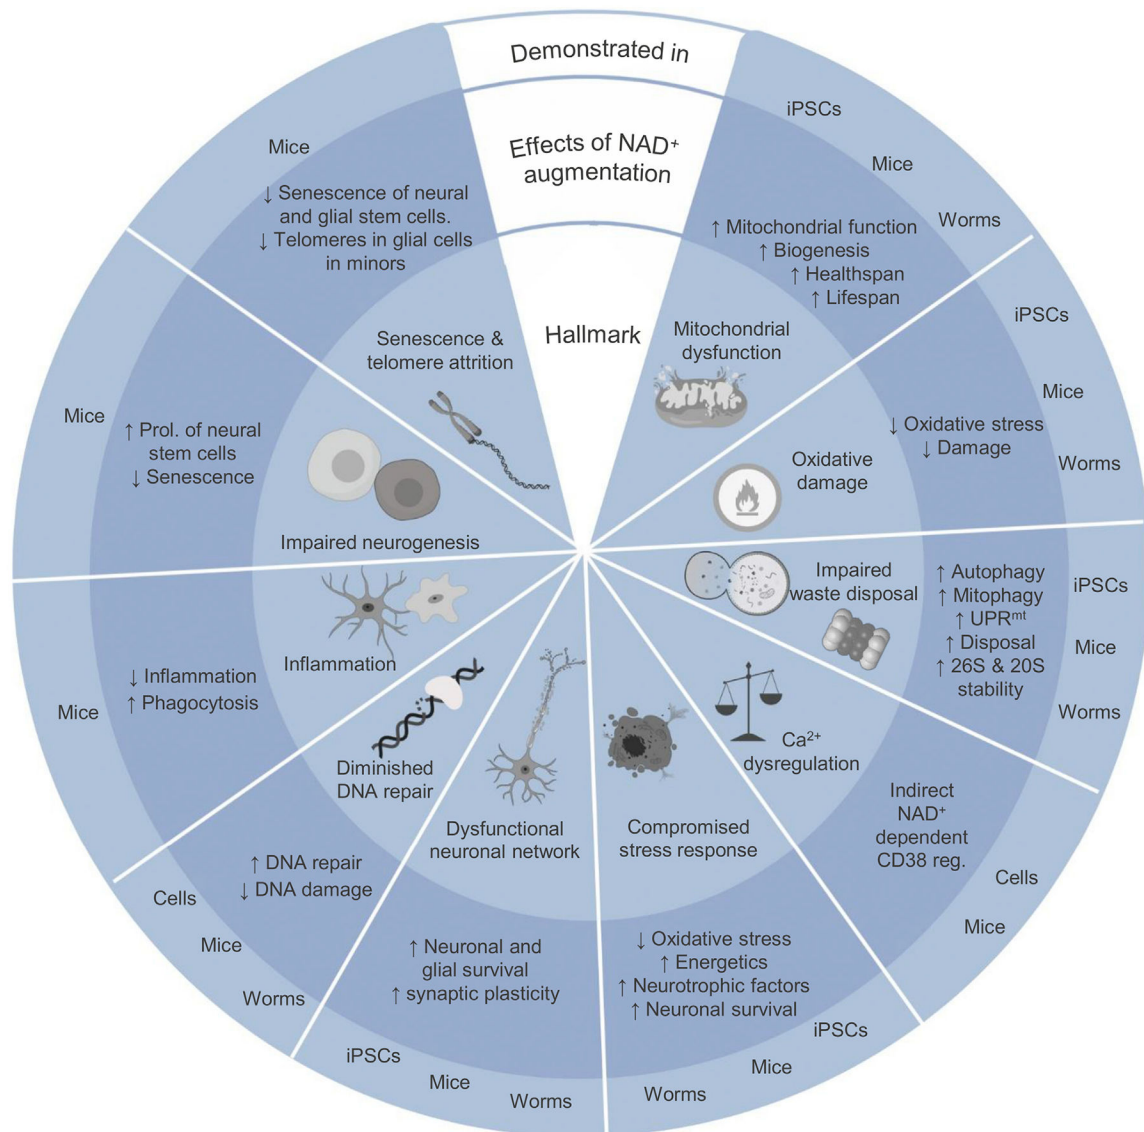 Demonstrated in
Effects of NAD⁺
augmentation
Hallmark
iPSCs
Mice
Worms
↑ Mitochondrial function
↑ Biogenesis
↑ Healthspan
↑ Lifespan
Mitochondrial
dysfunction
iPSCs
Mice
Worms
↓ Oxidative stress
↓ Damage
Oxidative
damage
iPSCs
Mice
Worms
↑ Autophagy
↑ Mitophagy
↑ UPRᵐᵗ
↑ Disposal
↑ 26S & 20S
stability
Impaired
waste disposal
Cells
Mice
Indirect
NAD⁺
dependent
CD38 reg.
Ca²⁺
dysregulation
iPSCs
Mice
Worms
↓ Oxidative stress
↑ Energetics
↑ Neurotrophic factors
↑ Neuronal survival
Compromised
stress response
iPSCs
Mice
Worms
↑ Neuronal and
glial survival
↑ synaptic plasticity
Dysfunctional
neuronal network
Cells
Mice
Worms
↑ DNA repair
↓ DNA damage
Diminished
DNA repair
Mice
↓ Inflammation
↑ Phagocytosis
Inflammation
Mice
↑ Prol. of neural
stem cells
↓ Senescence
Impaired neurogenesis
Mice
↓ Senescence of neural
and glial stem cells.
↓ Telomeres in glial cells
in minors
Senescence &
telomere attrition